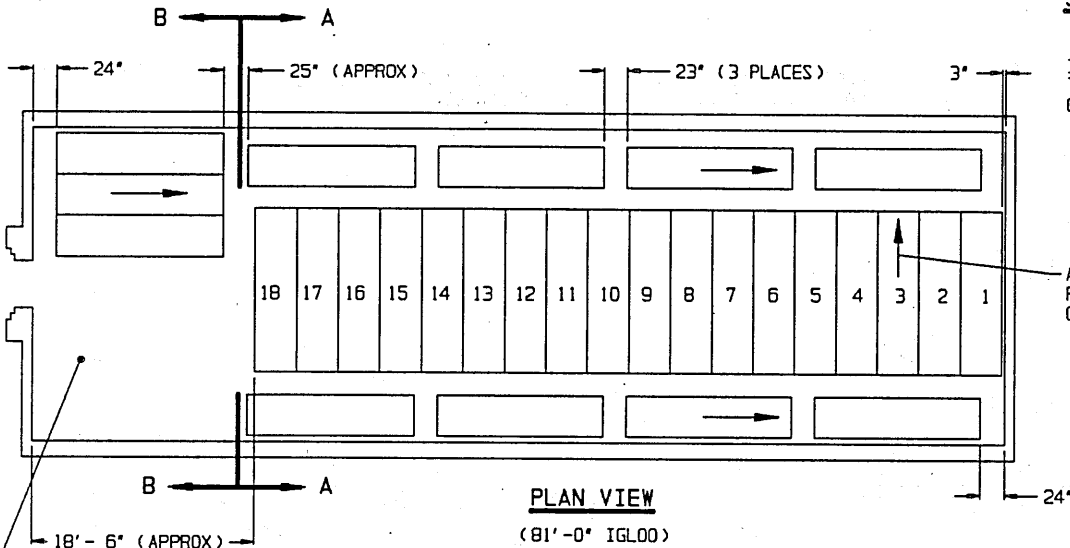 B A
24" 25" (APPROX) 23" (3 PLACES) 3"
18 17 16 15 14 13 12 11 10 9 8 7 6 5 4 3 2 1
B A
PLAN VIEW
24"
18'- 6" (APPROX)
(81'-0" IGLOO)